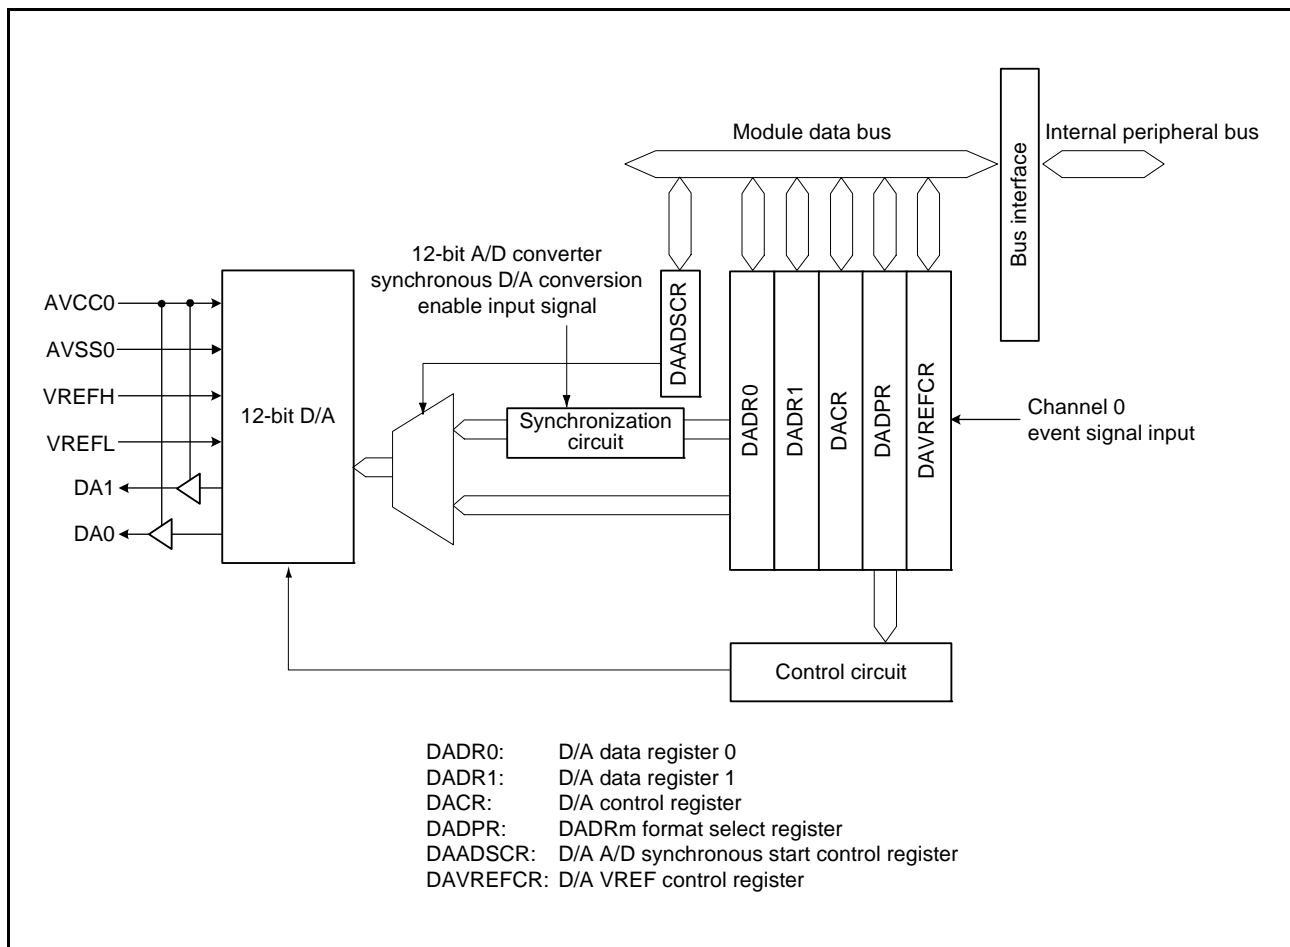 Module data bus
Internal peripheral bus
Bus interface
12-bit A/D converter
synchronous D/A conversion
enable input signal
DAADSCR
AVCC0
AVSS0
VREFH
VREFL
DA1
DA0
12-bit D/A
Synchronization
circuit
DADR0
DADR1
DACR
DADPR
DAVREFCR
Channel 0
event signal input
Control circuit
DADR0: D/A data register 0
DADR1: D/A data register 1
DACR: D/A control register
DADPR: DADRm format select register
DAADSCR: D/A A/D synchronous start control register
DAVREFCR: D/A VREF control register